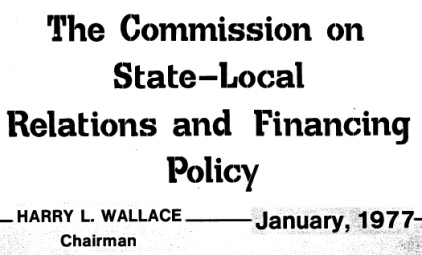 The Commission on
State-Local
Relations and Financing
Policy
HARRY L. WALLACE January, 1977
Chairman